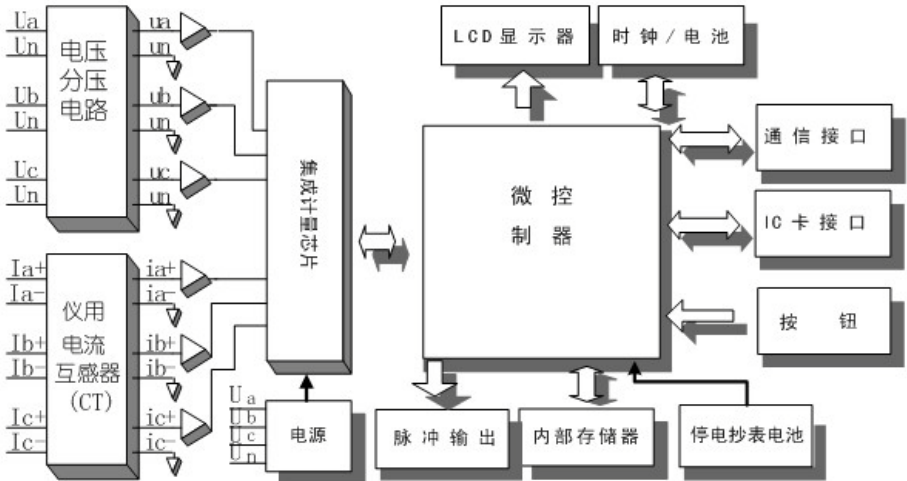 Ua
Un
Ub
Un
Uc
Un
电压
分压
电路
ua
un
ub
un
uc
un
Ia+
Ia-
Ib+
Ib-
Ic+
Ic-
仪用
电流
互感器
(CT)
ia+
ia-
ib+
ib-
ic+
ic-
集成计量芯片
Ua
Ub
Uc
Un
电源
LCD显示器
时钟/电池
微控
制器
通信接口
IC卡接口
按钮
脉冲输出
内部存储器
停电抄表电池